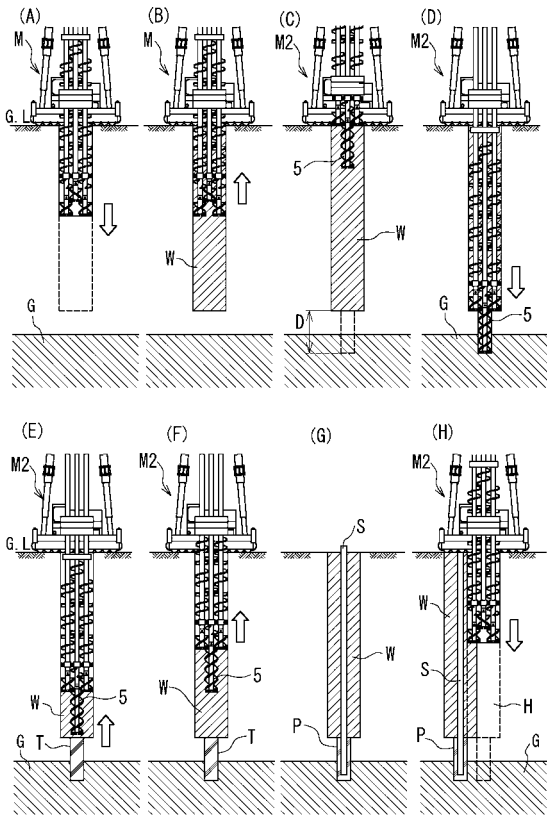 (A) (B) (C) (D)
M M M2 M2
G.L
5
W W
G D G 5
(E) (F) (G) (H)
M2 M2 S M2
G.L
W W
5 5 S H
W W
T T P P
G G